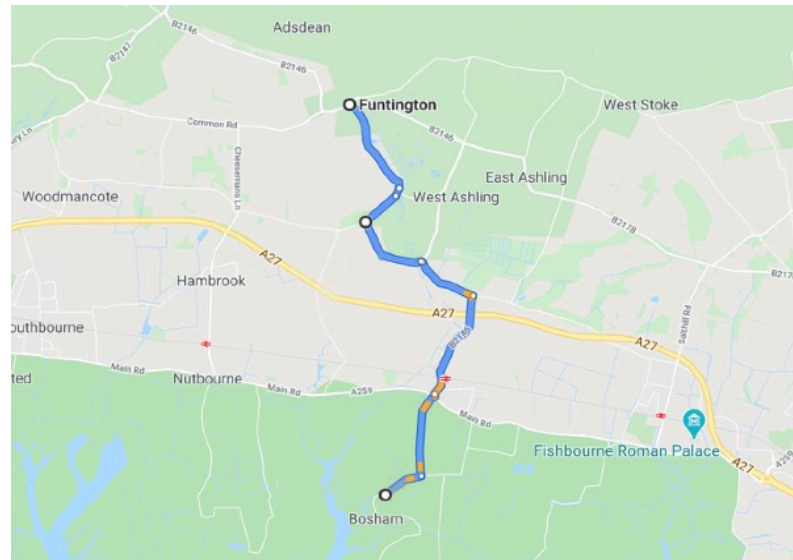 Adsdean
B2146
B2147
B2146
Funtington
West Stoke
Common Rd
B2146
Cheesemans Ln
East Ashling
Woodmancote
West Ashling
B2178
A27
Hambrook
B2178
A27
outhbourne
B2146
Salthill Rd
A27
ted
Main Rd
Nutbourne
Main Rd
A259
Main Rd
Fishbourne Roman Palace
A27
A259
Bosham